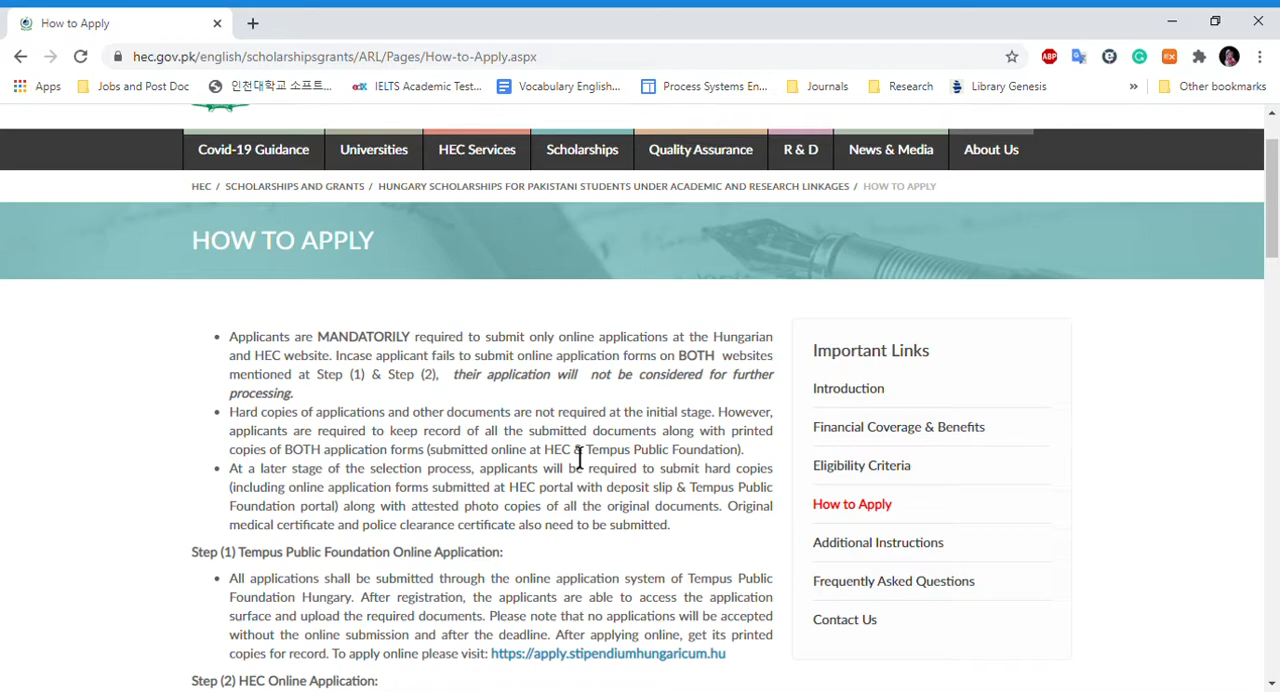 How to Apply
hec.gov.pk/english/scholarshipsgrants/ARL/Pages/How-to-Apply.aspx
ABP
Apps Jobs and Post Doc 인천대학교 소프트... edX IELTS Academic Test... Vocabulary English... Process Systems En... Journals Research Library Genesis » Other bookmarks
Covid-19 Guidance Universities HEC Services Scholarships Quality Assurance R & D News & Media About Us
HEC / SCHOLARSHIPS AND GRANTS / HUNGARY SCHOLARSHIPS FOR PAKISTANI STUDENTS UNDER ACADEMIC AND RESEARCH LINKAGES / HOW TO APPLY
HOW TO APPLY
• Applicants are MANDATORILY required to submit only online applications at the Hungarian
and HEC website. Incase applicant fails to submit online application forms on BOTH websites
mentioned at Step (1) & Step (2), their application will not be considered for further
processing.
• Hard copies of applications and other documents are not required at the initial stage. However,
applicants are required to keep record of all the submitted documents along with printed
copies of BOTH application forms (submitted online at HEC & Tempus Public Foundation).
• At a later stage of the selection process, applicants will be required to submit hard copies
(including online application forms submitted at HEC portal with deposit slip & Tempus Public
Foundation portal) along with attested photo copies of all the original documents. Original
medical certificate and police clearance certificate also need to be submitted.
Step (1) Tempus Public Foundation Online Application:
• All applications shall be submitted through the online application system of Tempus Public
Foundation Hungary. After registration, the applicants are able to access the application
surface and upload the required documents. Please note that no applications will be accepted
without the online submission and after the deadline. After applying online, get its printed
copies for record. To apply online please visit: https://apply.stipendiumhungaricum.hu
Step (2) HEC Online Application:
Important Links
Introduction
Financial Coverage & Benefits
Eligibility Criteria
How to Apply
Additional Instructions
Frequently Asked Questions
Contact Us